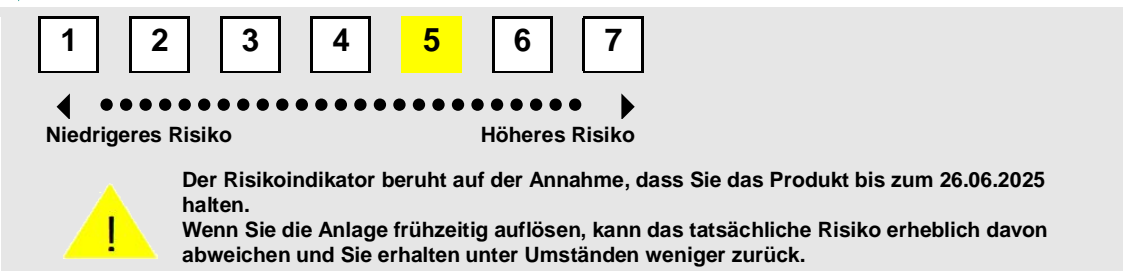 1 2 3 4 5 6 7
Niedrigeres Risiko Höheres Risiko
Der Risikoindikator beruht auf der Annahme, dass Sie das Produkt bis zum 26.06.2025
halten.
Wenn Sie die Anlage frühzeitig auflösen, kann das tatsächliche Risiko erheblich davon
abweichen und Sie erhalten unter Umständen weniger zurück.
!